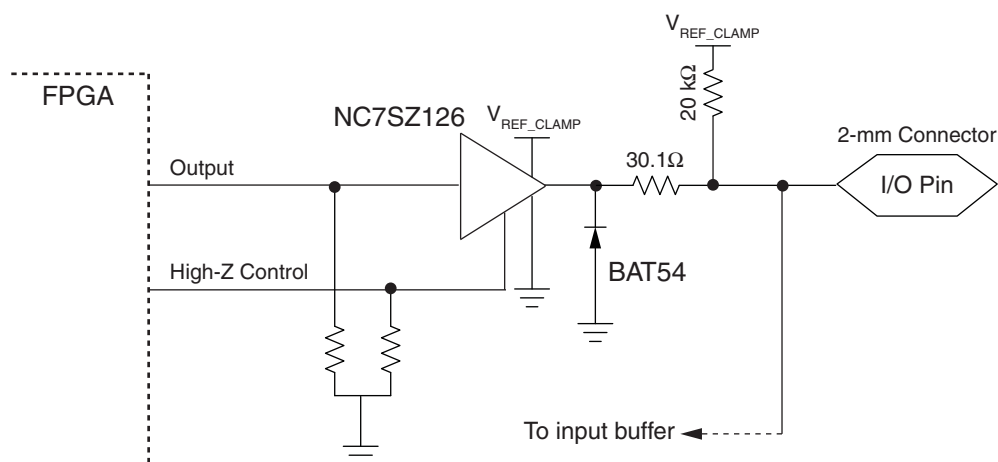 V_REF_CLAMP
FPGA
20 kΩ
NC7SZ126
V_REF_CLAMP
2-mm Connector
Output
30.1Ω
I/O Pin
High-Z Control
BAT54
To input buffer